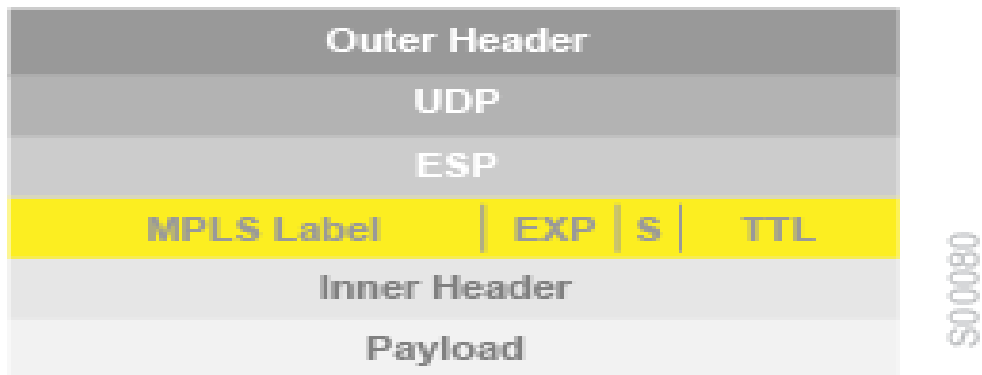 Outer Header
UDP
ESP
MPLS Label EXP S TTL
Inner Header
Payload
S00080